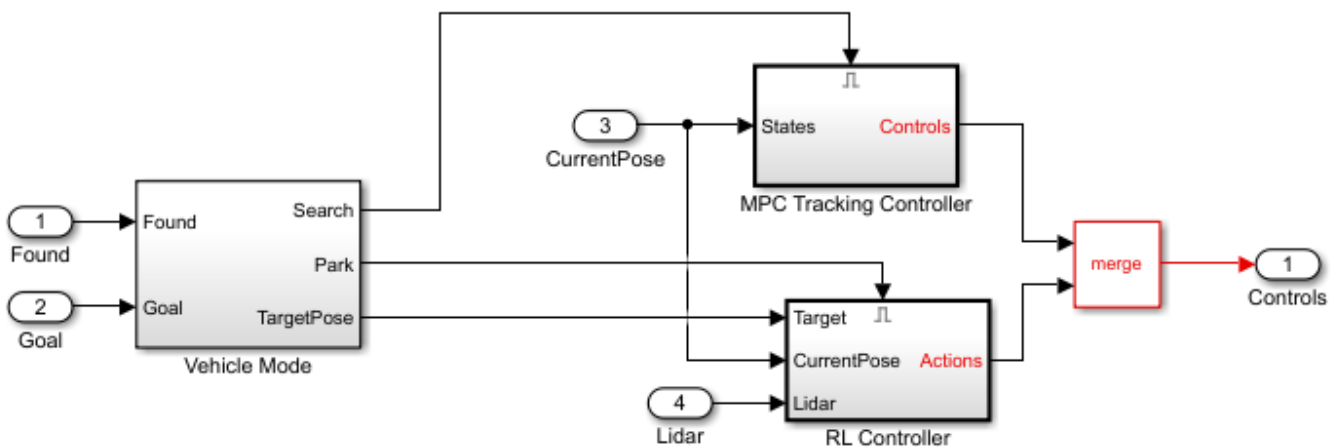 3
CurrentPose
States
Controls
MPC Tracking Controller
1
Found
2
Goal
Found
Goal
Search
Park
TargetPose
Vehicle Mode
Target
CurrentPose
Lidar
Actions
RL Controller
4
Lidar
merge
1
Controls